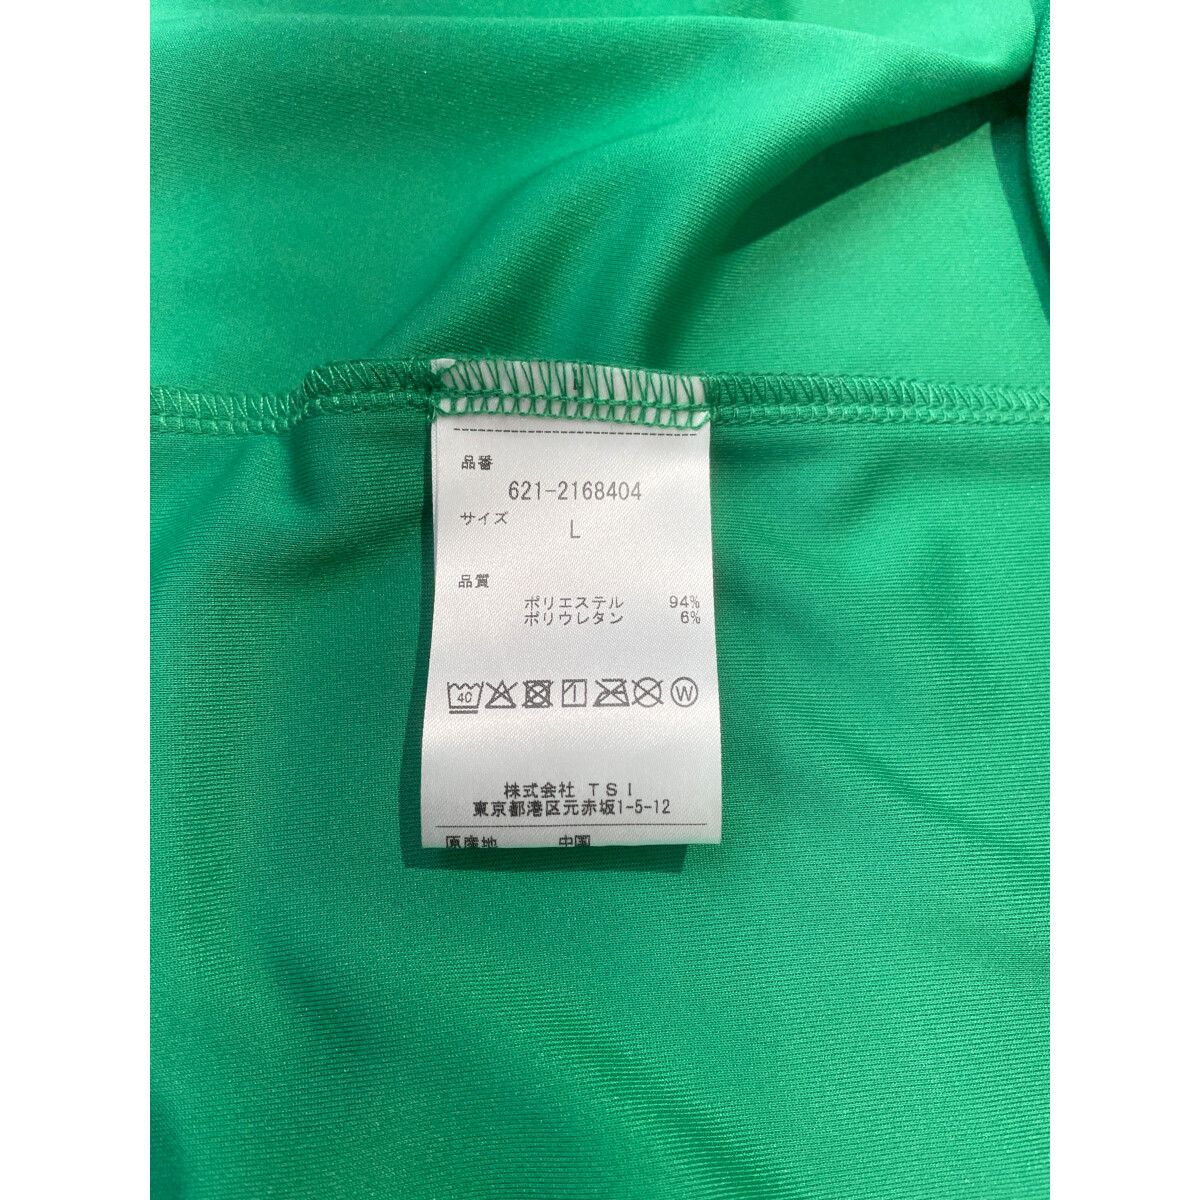 品番
621-2168404
サイズ
L
品質
ポリエステル 94%
ポリウレタン 6%
40
W
株式会社 TSI
東京都港区元赤坂1-5-12
原産地 中国